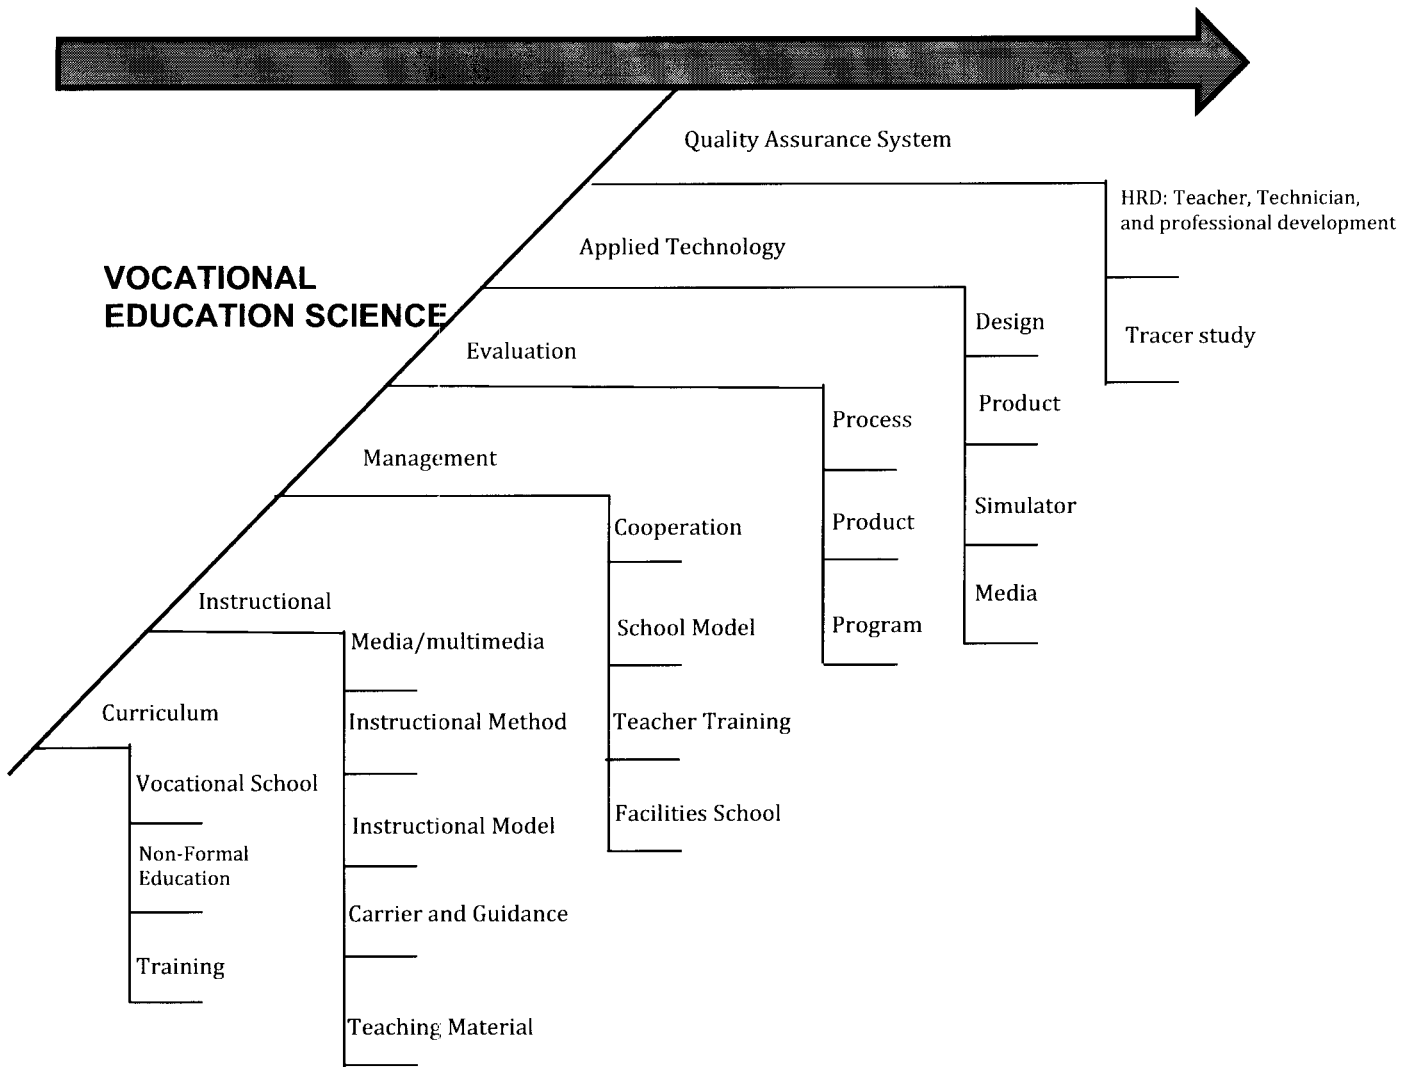 Quality Assurance System
HRD: Teacher, Technician,
and professional development
Tracer study
Applied Technology
Design
Product
Simulator
Media
VOCATIONAL
EDUCATION SCIENCE
Evaluation
Process
Product
Program
Management
Cooperation
School Model
Teacher Training
Facilities School
Instructional
Media/multimedia
Instructional Method
Instructional Model
Carrier and Guidance
Teaching Material
Curriculum
Vocational School
Non-Formal
Education
Training